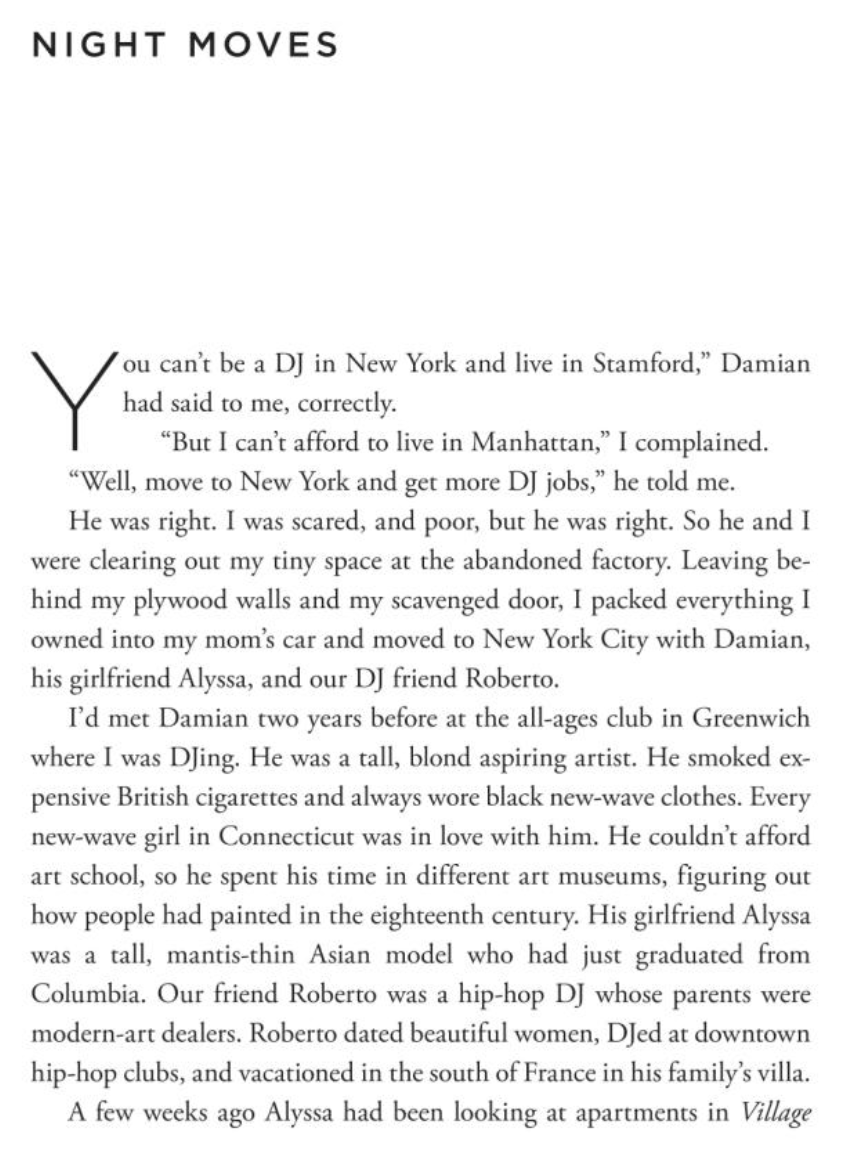 NIGHT MOVES
You can’t be a DJ in New York and live in Stamford,” Damian
had said to me, correctly.
“But I can’t afford to live in Manhattan,” I complained.
“Well, move to New York and get more DJ jobs,” he told me.
He was right. I was scared, and poor, but he was right. So he and I
were clearing out my tiny space at the abandoned factory. Leaving be-
hind my plywood walls and my scavenged door, I packed everything I
owned into my mom’s car and moved to New York City with Damian,
his girlfriend Alyssa, and our DJ friend Roberto.
I’d met Damian two years before at the all-ages club in Greenwich
where I was DJing. He was a tall, blond aspiring artist. He smoked ex-
pensive British cigarettes and always wore black new-wave clothes. Every
new-wave girl in Connecticut was in love with him. He couldn’t afford
art school, so he spent his time in different art museums, figuring out
how people had painted in the eighteenth century. His girlfriend Alyssa
was a tall, mantis-thin Asian model who had just graduated from
Columbia. Our friend Roberto was a hip-hop DJ whose parents were
modern-art dealers. Roberto dated beautiful women, DJed at downtown
hip-hop clubs, and vacationed in the south of France in his family’s villa.
A few weeks ago Alyssa had been looking at apartments in Village